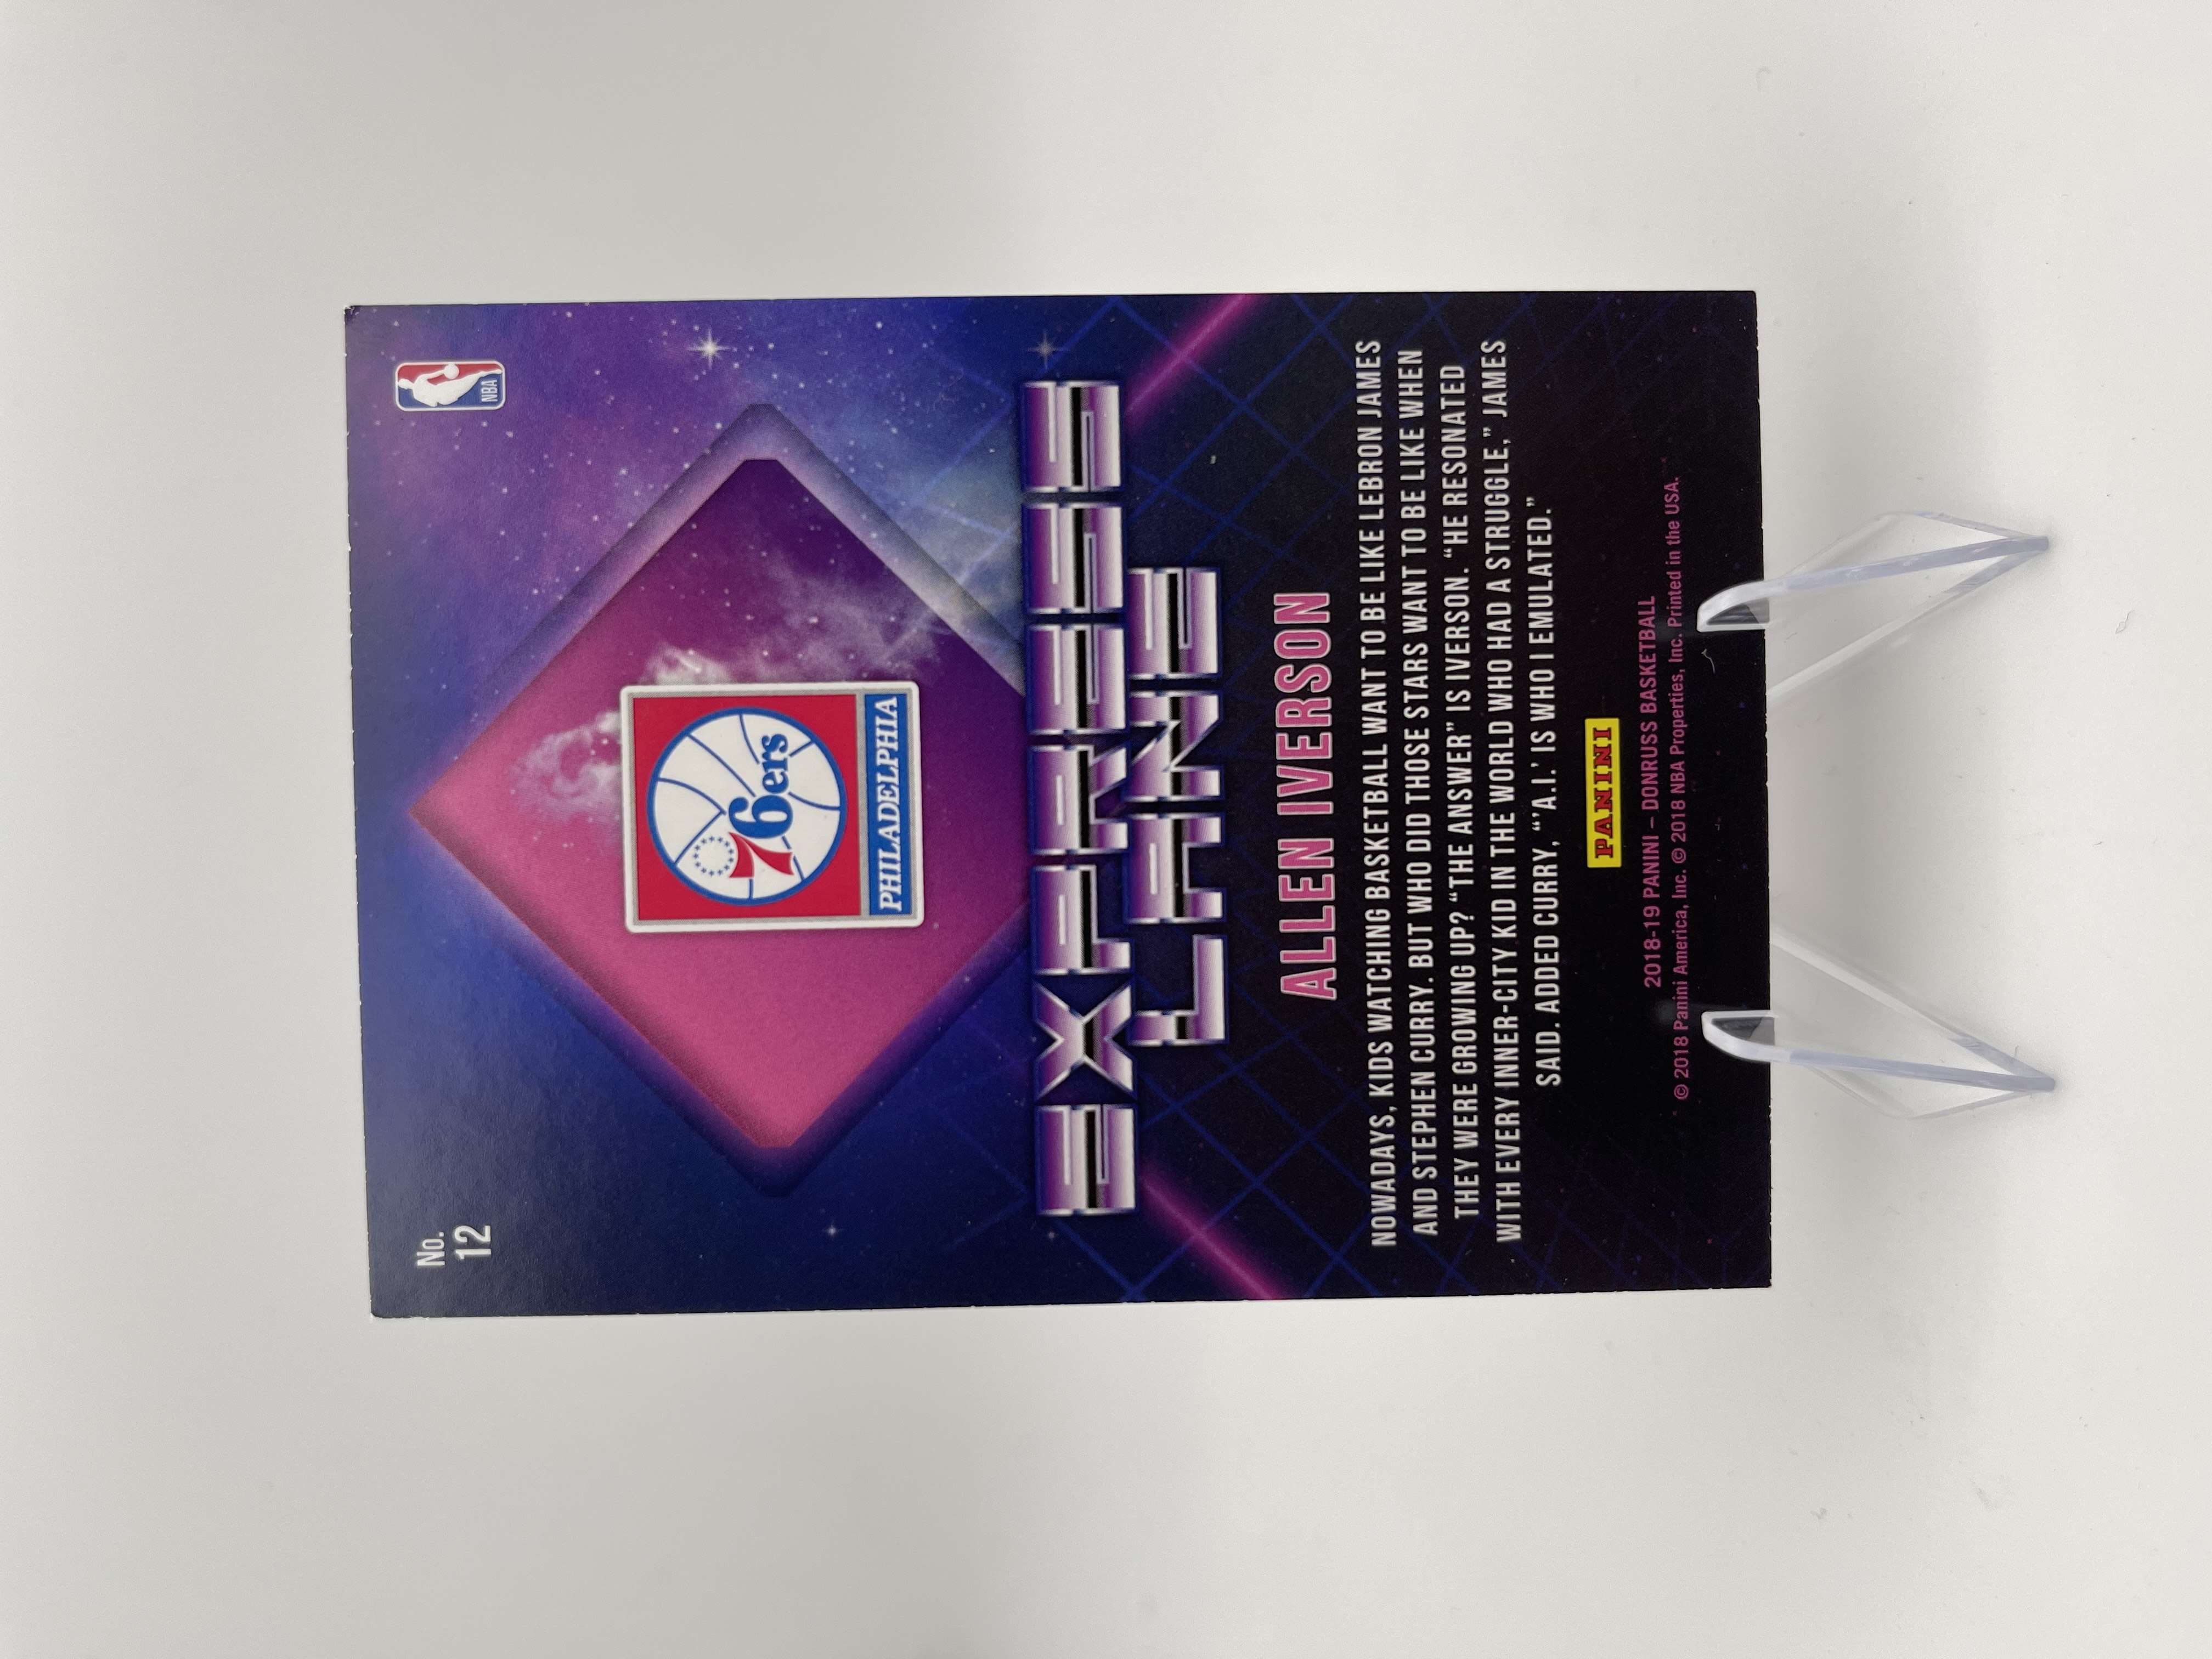 No.
12
NBA
76ers
PHILADELPHIA
EXPRESS
LANE
ALLEN IVERSON
NOWADAYS, KIDS WATCHING BASKETBALL WANT TO BE LIKE LEBRON JAMES
AND STEPHEN CURRY. BUT WHO DID THOSE STARS WANT TO BE LIKE WHEN
THEY WERE GROWING UP? “THE ANSWER” IS IVERSON. “HE RESONATED
WITH EVERY INNER-CITY KID IN THE WORLD WHO HAD A STRUGGLE,” JAMES
SAID. ADDED CURRY, “’A.I.’ IS WHO I EMULATED.”
PANINI
2018-19 PANINI – DONRUSS BASKETBALL
© 2018 Panini America, Inc. © 2018 NBA Properties, Inc. Printed in the USA.